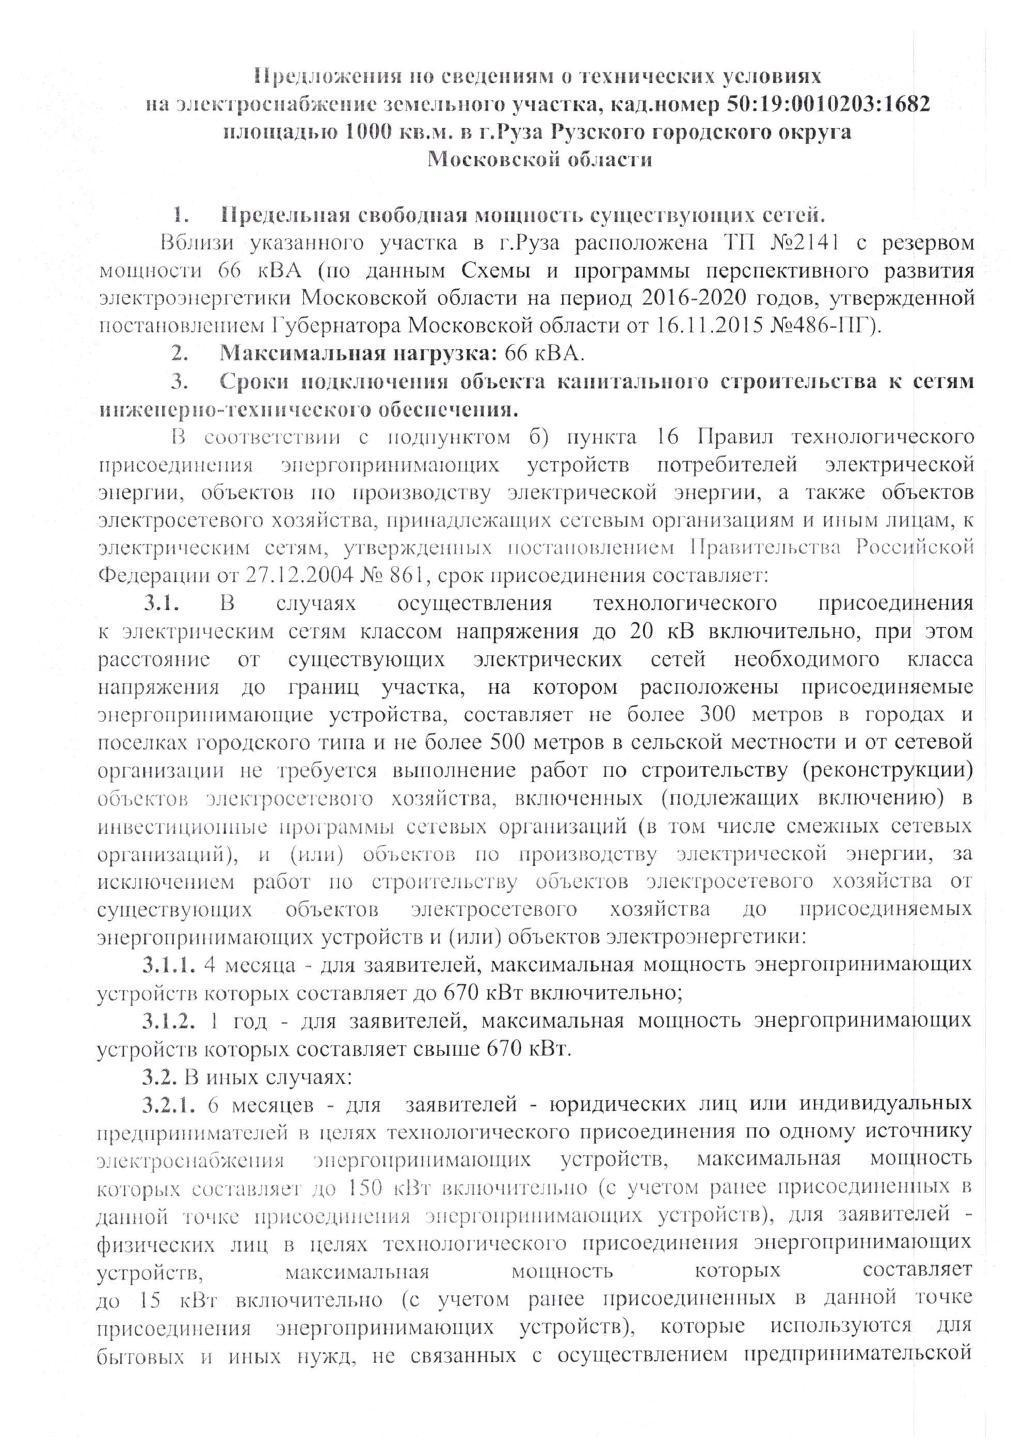 Предложения по сведениям о технических условиях
на электроснабжение земельного участка, кад.номер 50:19:0010203:1682
площадью 1000 кв.м. в г.Руза Рузского городского округа
Московской области
1. Предельная свободная мощность существующих сетей.
Вблизи указанного участка в г.Руза расположена ТП №2141 с резервом
мощности 66 кВА (по данным Схемы и программы перспективного развития
электроэнергетики Московской области на период 2016-2020 годов, утвержденной
постановлением Губернатора Московской области от 16.11.2015 №486-ПГ).
2. Максимальная нагрузка: 66 кВА.
3. Сроки подключения объекта капитального строительства к сетям
инженерно-технического обеспечения.
В соответствии с подпунктом б) пункта 16 Правил технологического
присоединения энергопринимающих устройств потребителей электрической
энергии, объектов по производству электрической энергии, а также объектов
электросетевого хозяйства, принадлежащих сетевым организациям и иным лицам, к
электрическим сетям, утвержденных постановлением Правительства Российской
Федерации от 27.12.2004 № 861, срок присоединения составляет:
3.1. В случаях осуществления технологического присоединения
к электрическим сетям классом напряжения до 20 кВ включительно, при этом
расстояние от существующих электрических сетей необходимого класса
напряжения до границ участка, на котором расположены присоединяемые
энергопринимающие устройства, составляет не более 300 метров в городах и
поселках городского типа и не более 500 метров в сельской местности и от сетевой
организации не требуется выполнение работ по строительству (реконструкции)
объектов электросетевого хозяйства, включенных (подлежащих включению) в
инвестиционные программы сетевых организаций (в том числе смежных сетевых
организаций), и (или) объектов по производству электрической энергии, за
исключением работ по строительству объектов электросетевого хозяйства от
существующих объектов электросетевого хозяйства до присоединяемых
энергопринимающих устройств и (или) объектов электроэнергетики:
3.1.1. 4 месяца - для заявителей, максимальная мощность энергопринимающих
устройств которых составляет до 670 кВт включительно;
3.1.2. 1 год - для заявителей, максимальная мощность энергопринимающих
устройств которых составляет свыше 670 кВт.
3.2. В иных случаях:
3.2.1. 6 месяцев - для заявителей - юридических лиц или индивидуальных
предпринимателей в целях технологического присоединения по одному источнику
электроснабжения энергопринимающих устройств, максимальная мощность
которых составляет до 150 кВт включительно (с учетом ранее присоединенных в
данной точке присоединения энергопринимающих устройств), для заявителей -
физических лиц в целях технологического присоединения энергопринимающих
устройств, максимальная мощность которых составляет
до 15 кВт включительно (с учетом ранее присоединенных в данной точке
присоединения энергопринимающих устройств), которые используются для
бытовых и иных нужд, не связанных с осуществлением предпринимательской